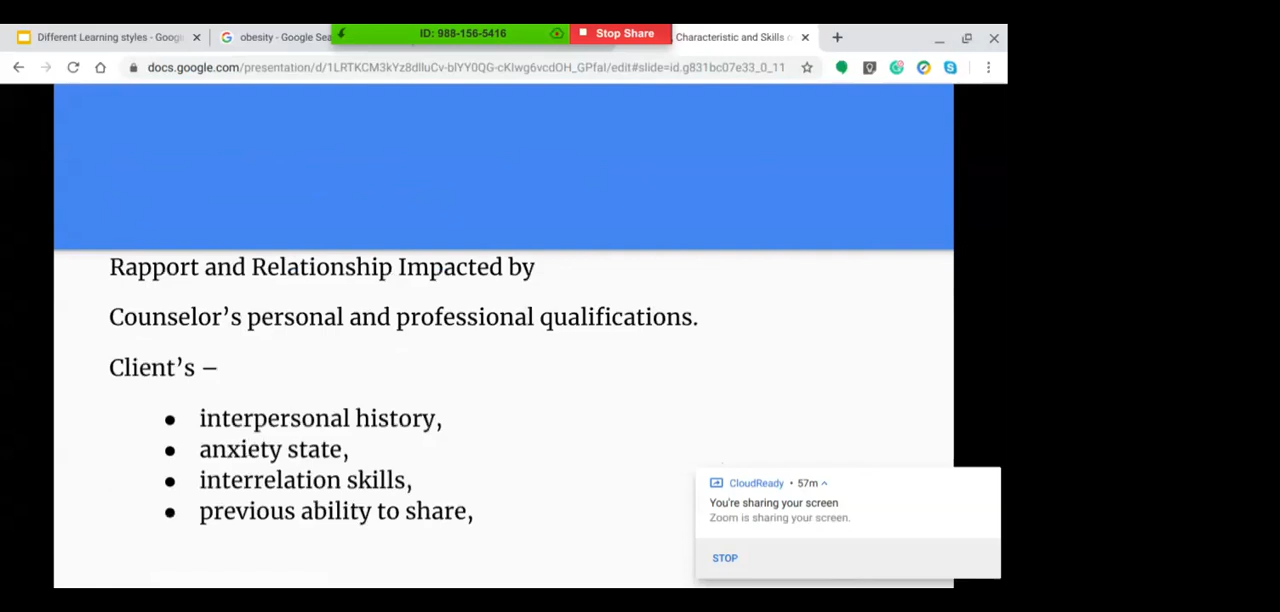 Different Learning styles - Goog
obesity - Google Sea
ID: 988-156-5416
Stop Share
Characteristic and Skills o
docs.google.com/presentation/d/1LRTKCM3kYz8dlluCv-blYY0QG-cKIwg6vcdOH_GPfaI/edit#slide=id.g831bc07e33_0_11
Rapport and Relationship Impacted by
Counselor’s personal and professional qualifications.
Client’s –
● interpersonal history,
● anxiety state,
● interrelation skills,
● previous ability to share,
CloudReady • 57m
You're sharing your screen
Zoom is sharing your screen.
STOP